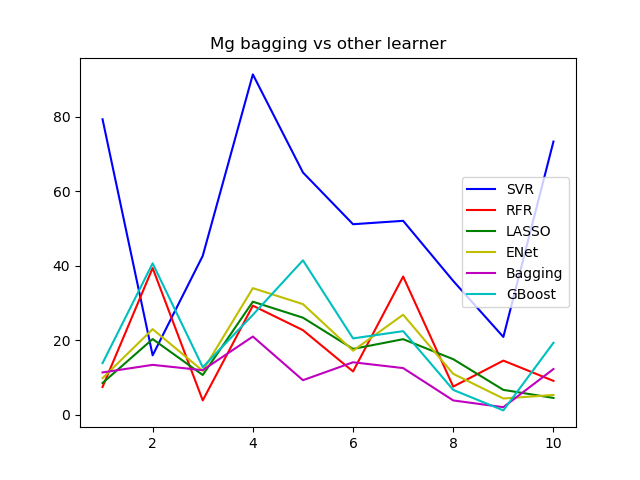 Mg bagging vs other learner
80
60
40
20
0
SVR
RFR
LASSO
ENet
Bagging
GBoost
2 4 6 8 10